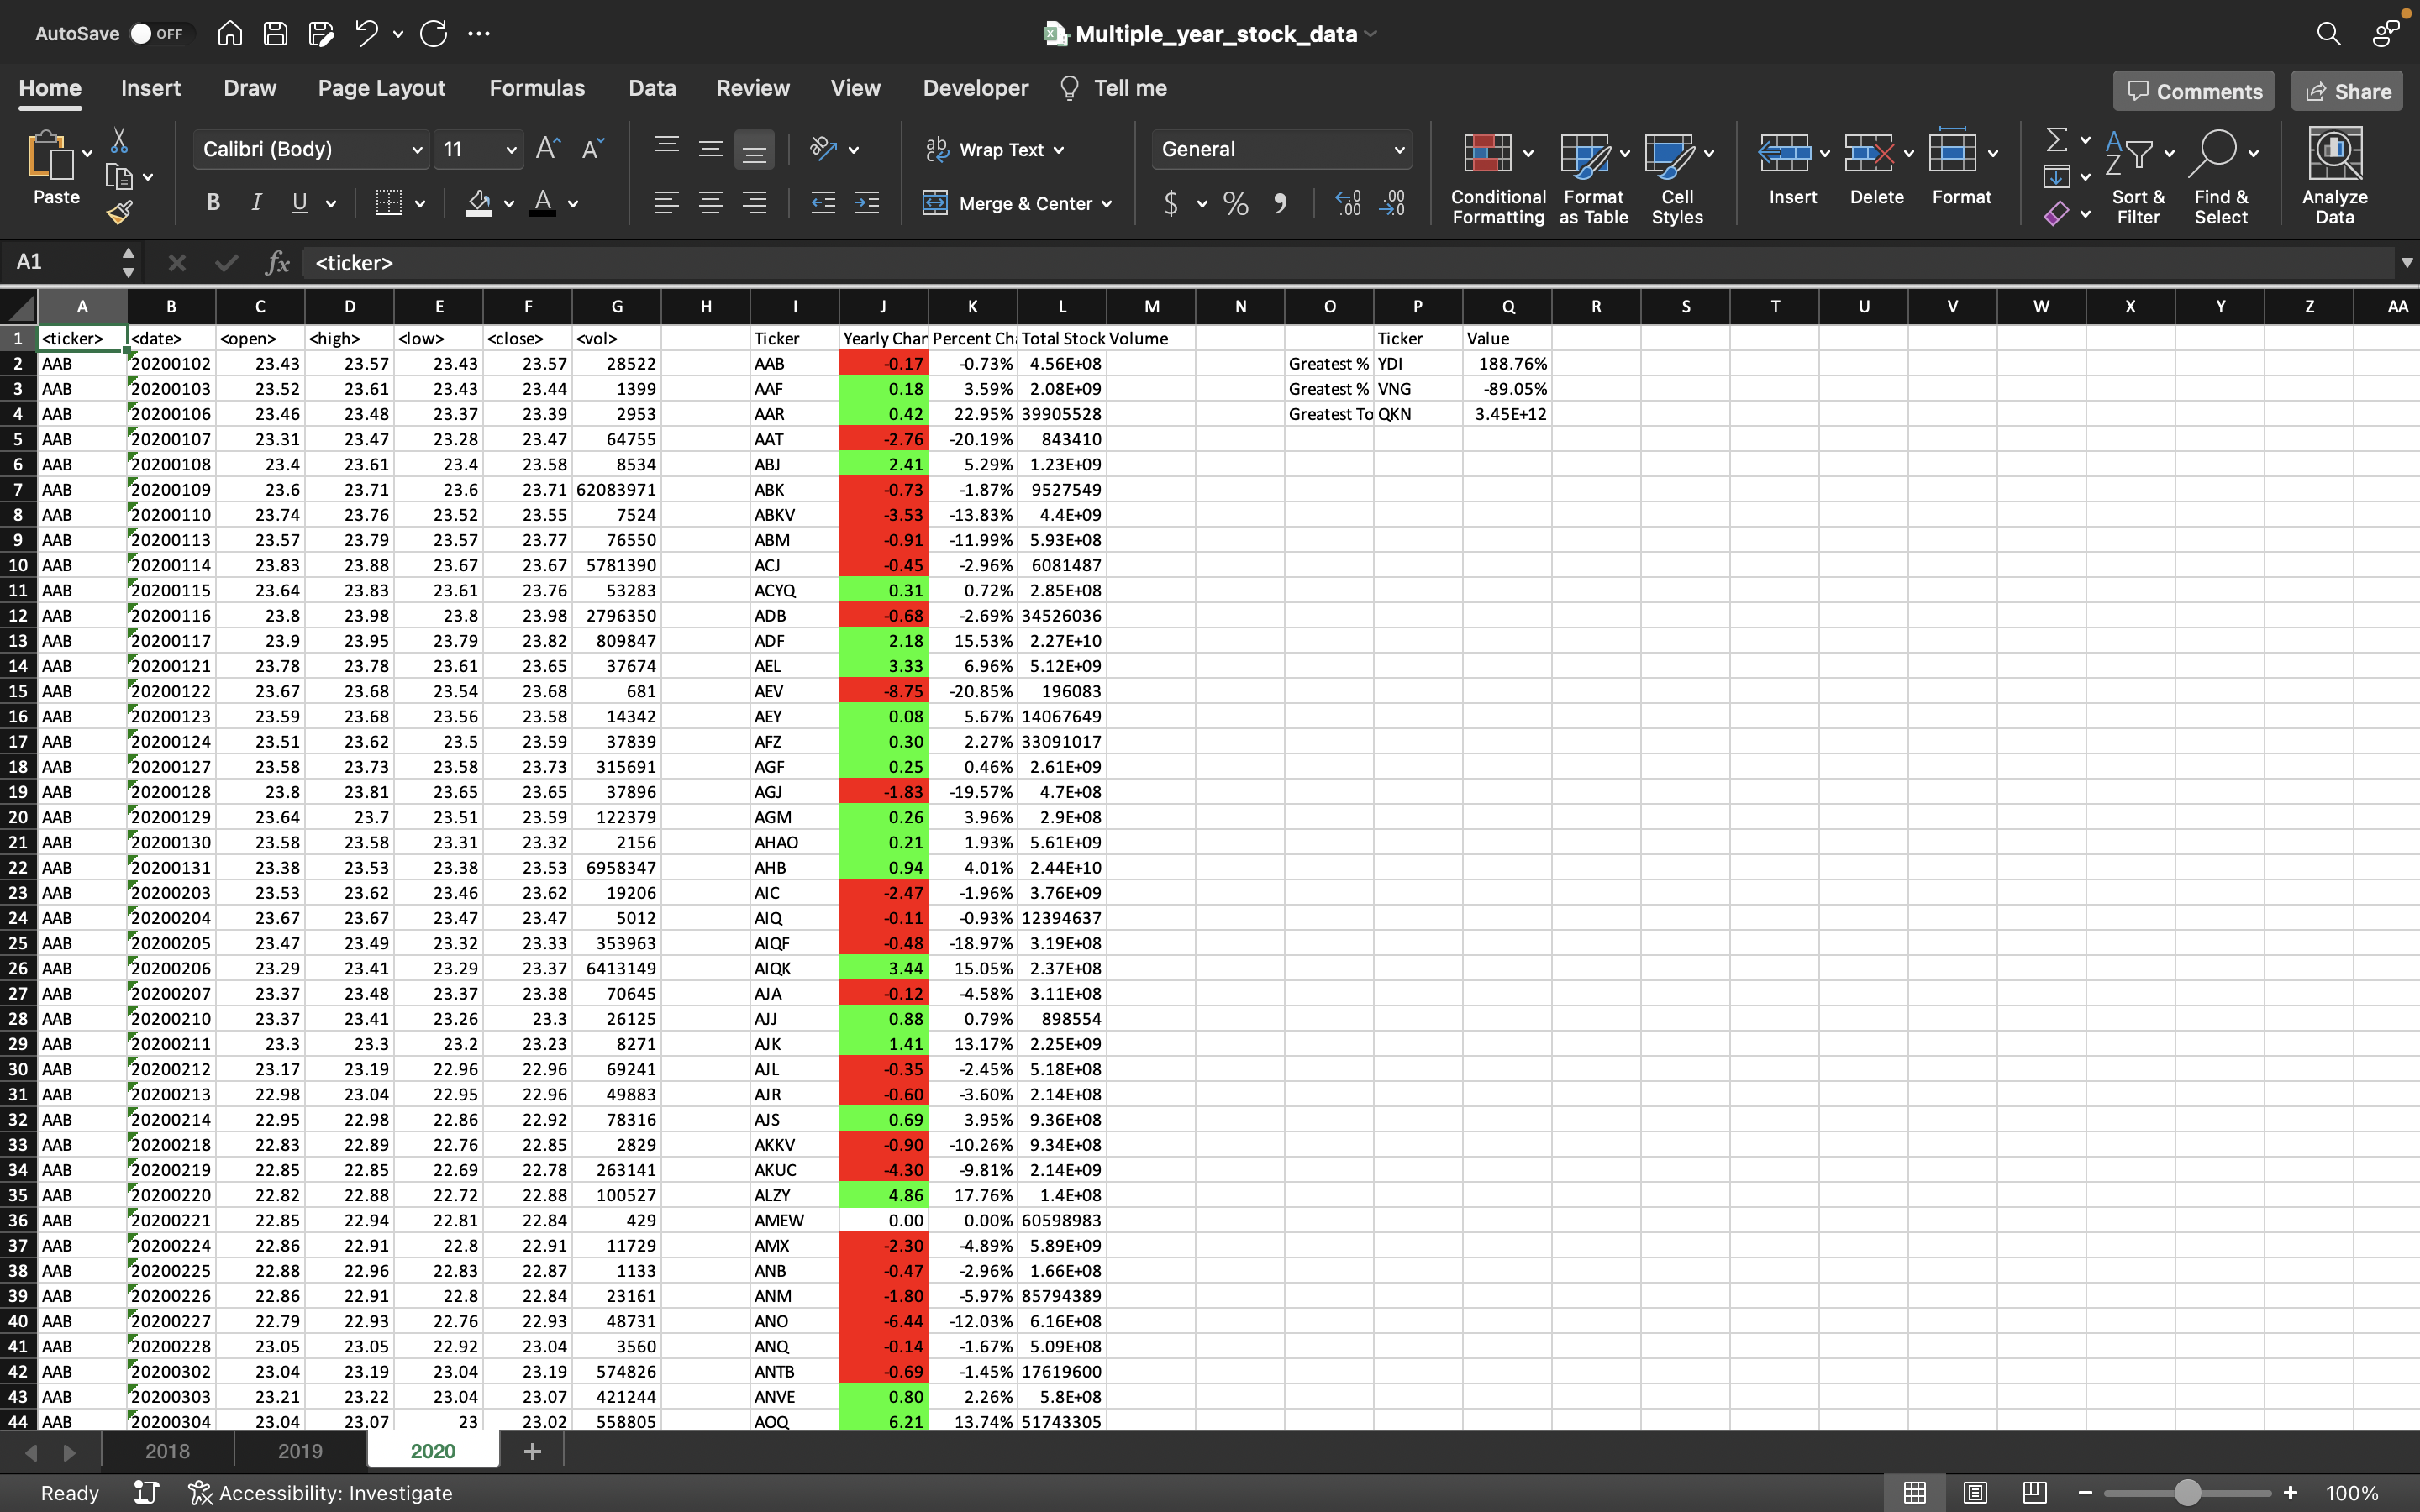 AutoSave OFF Multiple_year_stock_data
Home Insert Draw Page Layout Formulas Data Review View Developer Tell me Comments Share
Paste Calibri (Body) 11 Wrap Text General Conditional Formatting Format as Table Cell Styles Insert Delete Format Sort & Filter Find & Select Analyze Data
B I U Merge & Center $ %
A1 fx <ticker>
A B C D E F G H I J K L M N O P Q R S T U V W X Y Z AA
1 <ticker> <date> <open> <high> <low> <close> <vol> Ticker Yearly Char Percent Ch Total Stock Volume Ticker Value
2 AAB 20200102 23.43 23.57 23.43 23.57 28522 AAB -0.17 -0.73% 4.56E+08 Greatest % YDI 188.76%
3 AAB 20200103 23.52 23.61 23.43 23.44 1399 AAF 0.18 3.59% 2.08E+09 Greatest % VNG -89.05%
4 AAB 20200106 23.46 23.48 23.37 23.39 2953 AAR 0.42 22.95% 39905528 Greatest To QKN 3.45E+12
5 AAB 20200107 23.31 23.47 23.28 23.47 64755 AAT -2.76 -20.19% 843410
6 AAB 20200108 23.4 23.61 23.4 23.58 8534 ABJ 2.41 5.29% 1.23E+09
7 AAB 20200109 23.6 23.71 23.6 23.71 62083971 ABK -0.73 -1.87% 9527549
8 AAB 20200110 23.74 23.76 23.52 23.55 7524 ABKV -3.53 -13.83% 4.4E+09
9 AAB 20200113 23.57 23.79 23.57 23.77 76550 ABM -0.91 -11.99% 5.93E+08
10 AAB 20200114 23.83 23.88 23.67 23.67 5781390 ACJ -0.45 -2.96% 6081487
11 AAB 20200115 23.64 23.83 23.61 23.76 53283 ACYQ 0.31 0.72% 2.85E+08
12 AAB 20200116 23.8 23.98 23.8 23.98 2796350 ADB -0.68 -2.69% 34526036
13 AAB 20200117 23.9 23.95 23.79 23.82 809847 ADF 2.18 15.53% 2.27E+10
14 AAB 20200121 23.78 23.78 23.61 23.65 37674 AEL 3.33 6.96% 5.12E+09
15 AAB 20200122 23.67 23.68 23.54 23.68 681 AEV -8.75 -20.85% 196083
16 AAB 20200123 23.59 23.68 23.56 23.58 14342 AEY 0.08 5.67% 14067649
17 AAB 20200124 23.51 23.62 23.5 23.59 37839 AFZ 0.30 2.27% 33091017
18 AAB 20200127 23.58 23.73 23.58 23.73 315691 AGF 0.25 0.46% 2.61E+09
19 AAB 20200128 23.8 23.81 23.65 23.65 37896 AGJ -1.83 -19.57% 4.7E+08
20 AAB 20200129 23.64 23.7 23.51 23.59 122379 AGM 0.26 3.96% 2.9E+08
21 AAB 20200130 23.58 23.58 23.31 23.32 2156 AHAO 0.21 1.93% 5.61E+09
22 AAB 20200131 23.38 23.53 23.38 23.53 6958347 AHB 0.94 4.01% 2.44E+10
23 AAB 20200203 23.53 23.62 23.46 23.62 19206 AIC -2.47 -1.96% 3.76E+09
24 AAB 20200204 23.67 23.67 23.47 23.47 5012 AIQ -0.11 -0.93% 12394637
25 AAB 20200205 23.47 23.49 23.32 23.33 353963 AIQF -0.48 -18.97% 3.19E+08
26 AAB 20200206 23.29 23.41 23.29 23.37 6413149 AIQK 3.44 15.05% 2.37E+08
27 AAB 20200207 23.37 23.48 23.37 23.38 70645 AJA -0.12 -4.58% 3.11E+08
28 AAB 20200210 23.37 23.41 23.26 23.3 26125 AJJ 0.88 0.79% 898554
29 AAB 20200211 23.3 23.3 23.2 23.23 8271 AJK 1.41 13.17% 2.25E+09
30 AAB 20200212 23.17 23.19 22.96 22.96 69241 AJL -0.35 -2.45% 5.18E+08
31 AAB 20200213 22.98 23.04 22.95 22.96 49883 AJR -0.60 -3.60% 2.14E+08
32 AAB 20200214 22.95 22.98 22.86 22.92 78316 AJS 0.69 3.95% 9.36E+08
33 AAB 20200218 22.83 22.89 22.76 22.85 2829 AKKV -0.90 -10.26% 9.34E+08
34 AAB 20200219 22.85 22.85 22.69 22.78 263141 AKUC -4.30 -9.81% 2.14E+09
35 AAB 20200220 22.82 22.88 22.72 22.88 100527 ALZY 4.86 17.76% 1.4E+08
36 AAB 20200221 22.85 22.94 22.81 22.84 429 AMEW 0.00 0.00% 60598983
37 AAB 20200224 22.86 22.91 22.8 22.91 11729 AMX -2.30 -4.89% 5.89E+09
38 AAB 20200225 22.88 22.96 22.83 22.87 1133 ANB -0.47 -2.96% 1.66E+08
39 AAB 20200226 22.86 22.91 22.8 22.84 23161 ANM -1.80 -5.97% 85794389
40 AAB 20200227 22.79 22.93 22.76 22.93 48731 ANO -6.44 -12.03% 6.16E+08
41 AAB 20200228 23.05 23.05 22.92 23.04 3560 ANQ -0.14 -1.67% 5.09E+08
42 AAB 20200302 23.04 23.19 23.04 23.19 574826 ANTB -0.69 -1.45% 17619600
43 AAB 20200303 23.21 23.22 23.04 23.07 421244 ANVE 0.80 2.26% 5.8E+08
44 AAB 20200304 23.04 23.07 23 23.02 558805 AOQ 6.21 13.74% 51743305
2018 2019 2020 +
Ready Accessibility: Investigate 100%